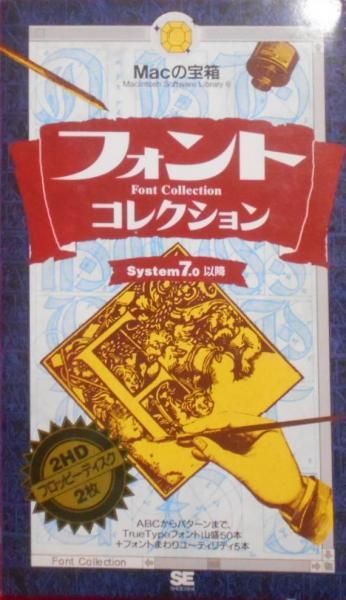 Macの宝箱
Macintosh Software Library 6
フォント
Font Collection
コレクション
System7.0 以降
2HD
フロッピーディスク
2枚
ABCからパターンまで、
TrueTypeフォント山盛50本
+フォントまわりユーティリティ5本
Font Collection
SE
SHOEISHA